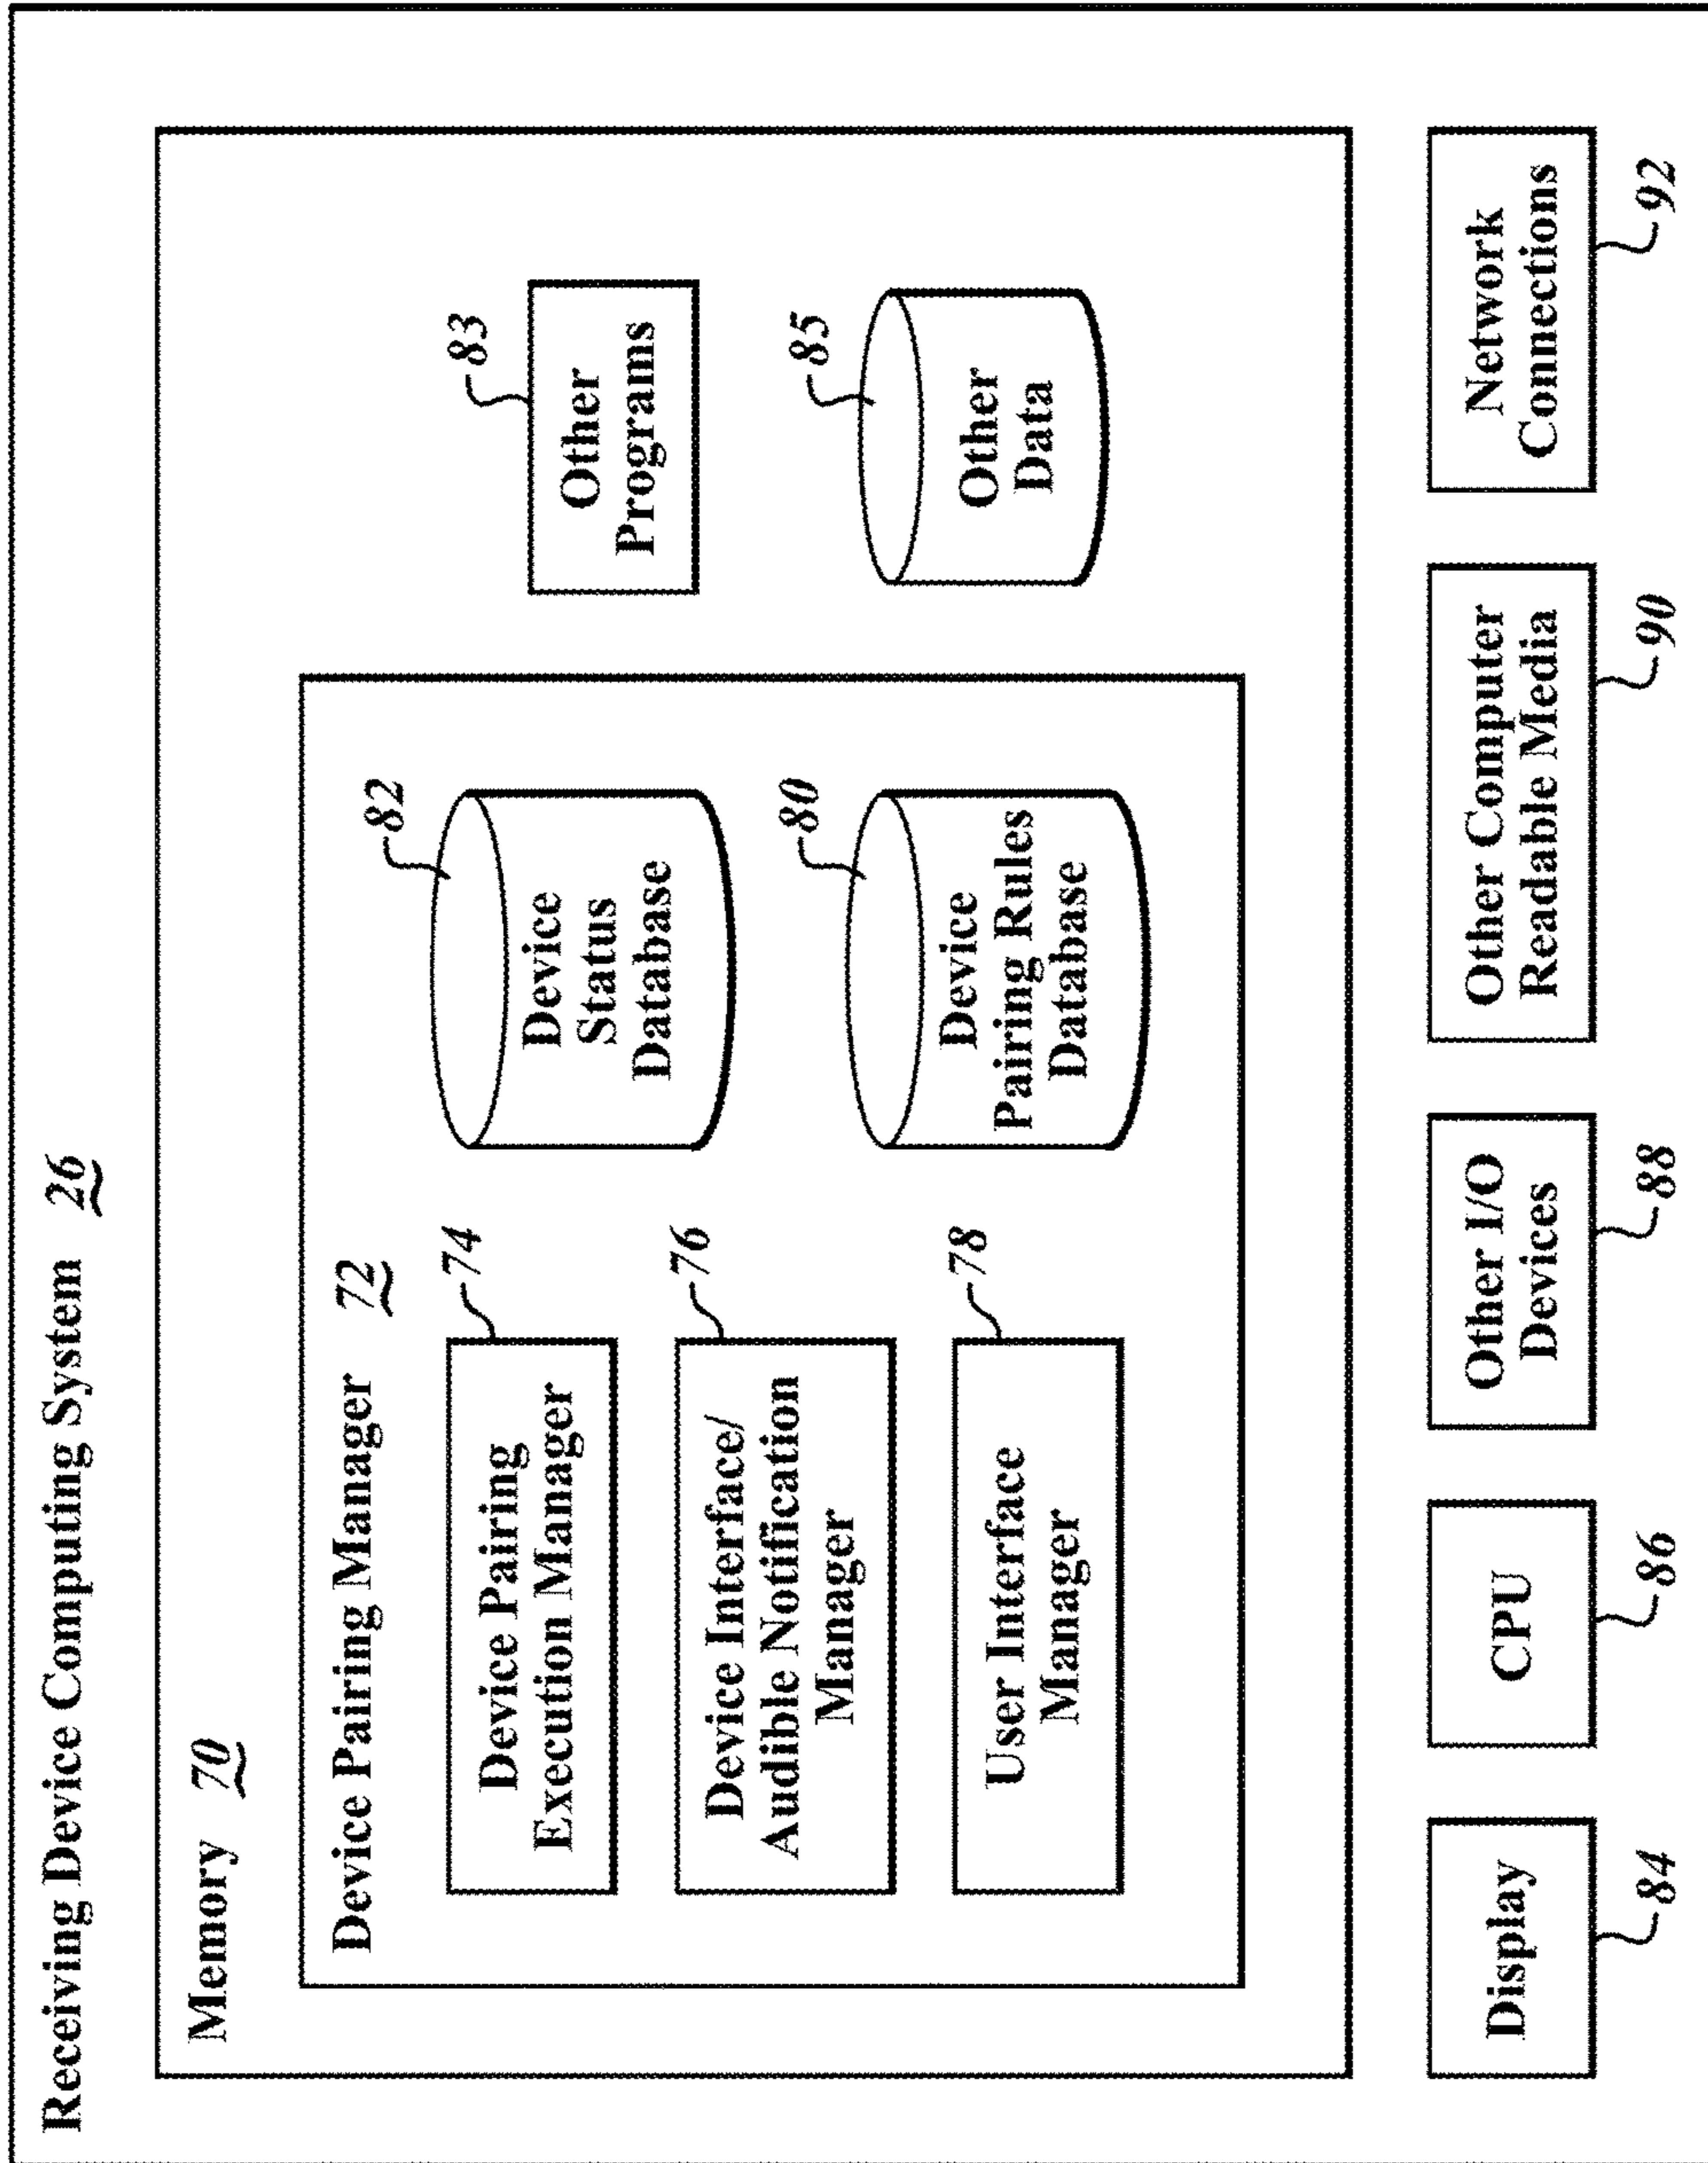 Receiving Device Computing System 26
Memory 70
Device Pairing Manager 72
74
Device Pairing
Execution Manager
76
Device Interface/
Audible Notification
Manager
78
User Interface
Manager
82
Device
Status
Database
80
Device
Pairing Rules
Database
83
Other
Programs
85
Other
Data
Display
84
CPU
86
Other I/O
Devices
88
Other Computer
Readable Media
90
Network
Connections
92